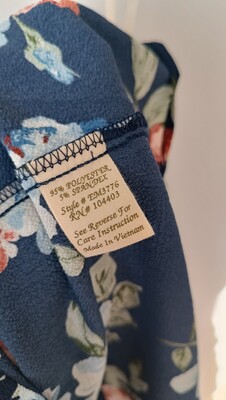 95% POLYESTER
5% SPANDEX
Style # EM3776
RN # 104403
See Reverse For
Care Instruction
Made In Vietnam